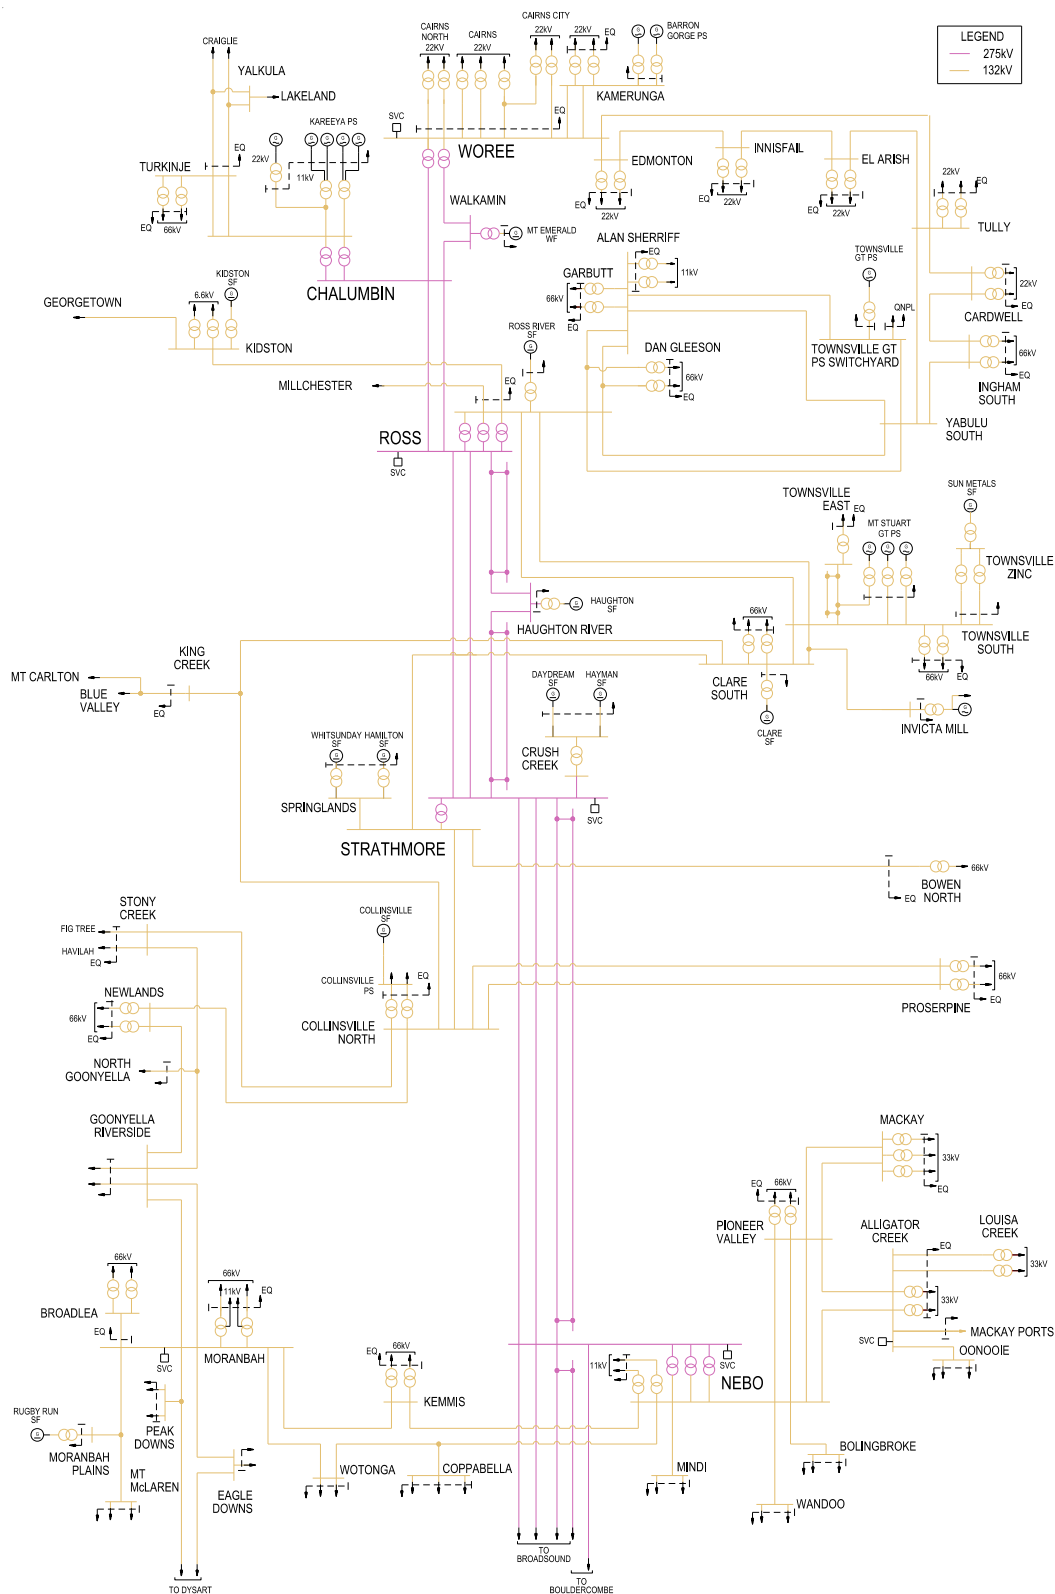 LEGEND
275kV
132kV
CAIRNS
NORTH
22KV
CAIRNS
22kV
CAIRNS CITY
22kV
EQ
22kV
BARRON
GORGE PS
KAMERUNGA
CRAIGLIE
YALKULA
LAKELAND
KAREEYA PS
EQ
22kV
11kV
TURKINJE
EQ
EQ
66kV
SVC
EQ
WOREE
EDMONTON
EQ
22kV
INNISFAIL
EQ
22kV
EL ARISH
EQ
22kV
22kV
EQ
TULLY
WALKAMIN
MT EMERALD
WF
CHALUMBIN
ALAN SHERRIFF
EQ
11kV
GARBUTT
66kV
EQ
TOWNSVILLE
GT PS
QNPL
TOWNSVILLE GT
PS SWITCHYARD
22kV
EQ
CARDWELL
66kV
EQ
INGHAM
SOUTH
YABULU
SOUTH
GEORGETOWN
6.6kV
KIDSTON
SF
KIDSTON
ROSS RIVER
SF
DAN GLEESON
66kV
EQ
MILLCHESTER
EQ
ROSS
SVC
TOWNSVILLE
EAST
EQ
MT STUART
GT PS
SUN METALS
SF
TOWNSVILLE
ZINC
TOWNSVILLE
SOUTH
66kV
EQ
HAUGHTON
SF
HAUGHTON RIVER
66kV
CLARE
SOUTH
CLARE
SF
INVICTA MILL
KING
CREEK
MT CARLTON
BLUE
VALLEY
EQ
DAYDREAM
SF
HAYMAN
SF
CRUSH
CREEK
WHITSUNDAY
SF
HAMILTON
SF
SPRINGLANDS
SVC
STRATHMORE
66kV
BOWEN
NORTH
EQ
STONY
CREEK
FIG TREE
HAVILAH
EQ
COLLINSVILLE
SF
COLLINSVILLE
PS
EQ
COLLINSVILLE
NORTH
66kV
EQ
PROSERPINE
NEWLANDS
66kV
EQ
NORTH
GOONYELLA
GOONYELLA
RIVERSIDE
MACKAY
33kV
EQ
66kV
EQ
PIONEER
VALLEY
ALLIGATOR
CREEK
EQ
LOUISA
CREEK
33kV
33kV
MACKAY PORTS
SVC
OONOOIE
66kV
BROADLEA
EQ
66kV
11kV
EQ
SVC
MORANBAH
66kV
EQ
KEMMIS
11kV
NEBO
SVC
RUGBY RUN
SF
MORANBAH
PLAINS
PEAK
DOWNS
MT
McLAREN
EAGLE
DOWNS
WOTONGA
COPPABELLA
MINDI
BOLINGBROKE
WANDOO
TO
BROADSOUND
TO
BOULDERCOMBE
TO DYSART